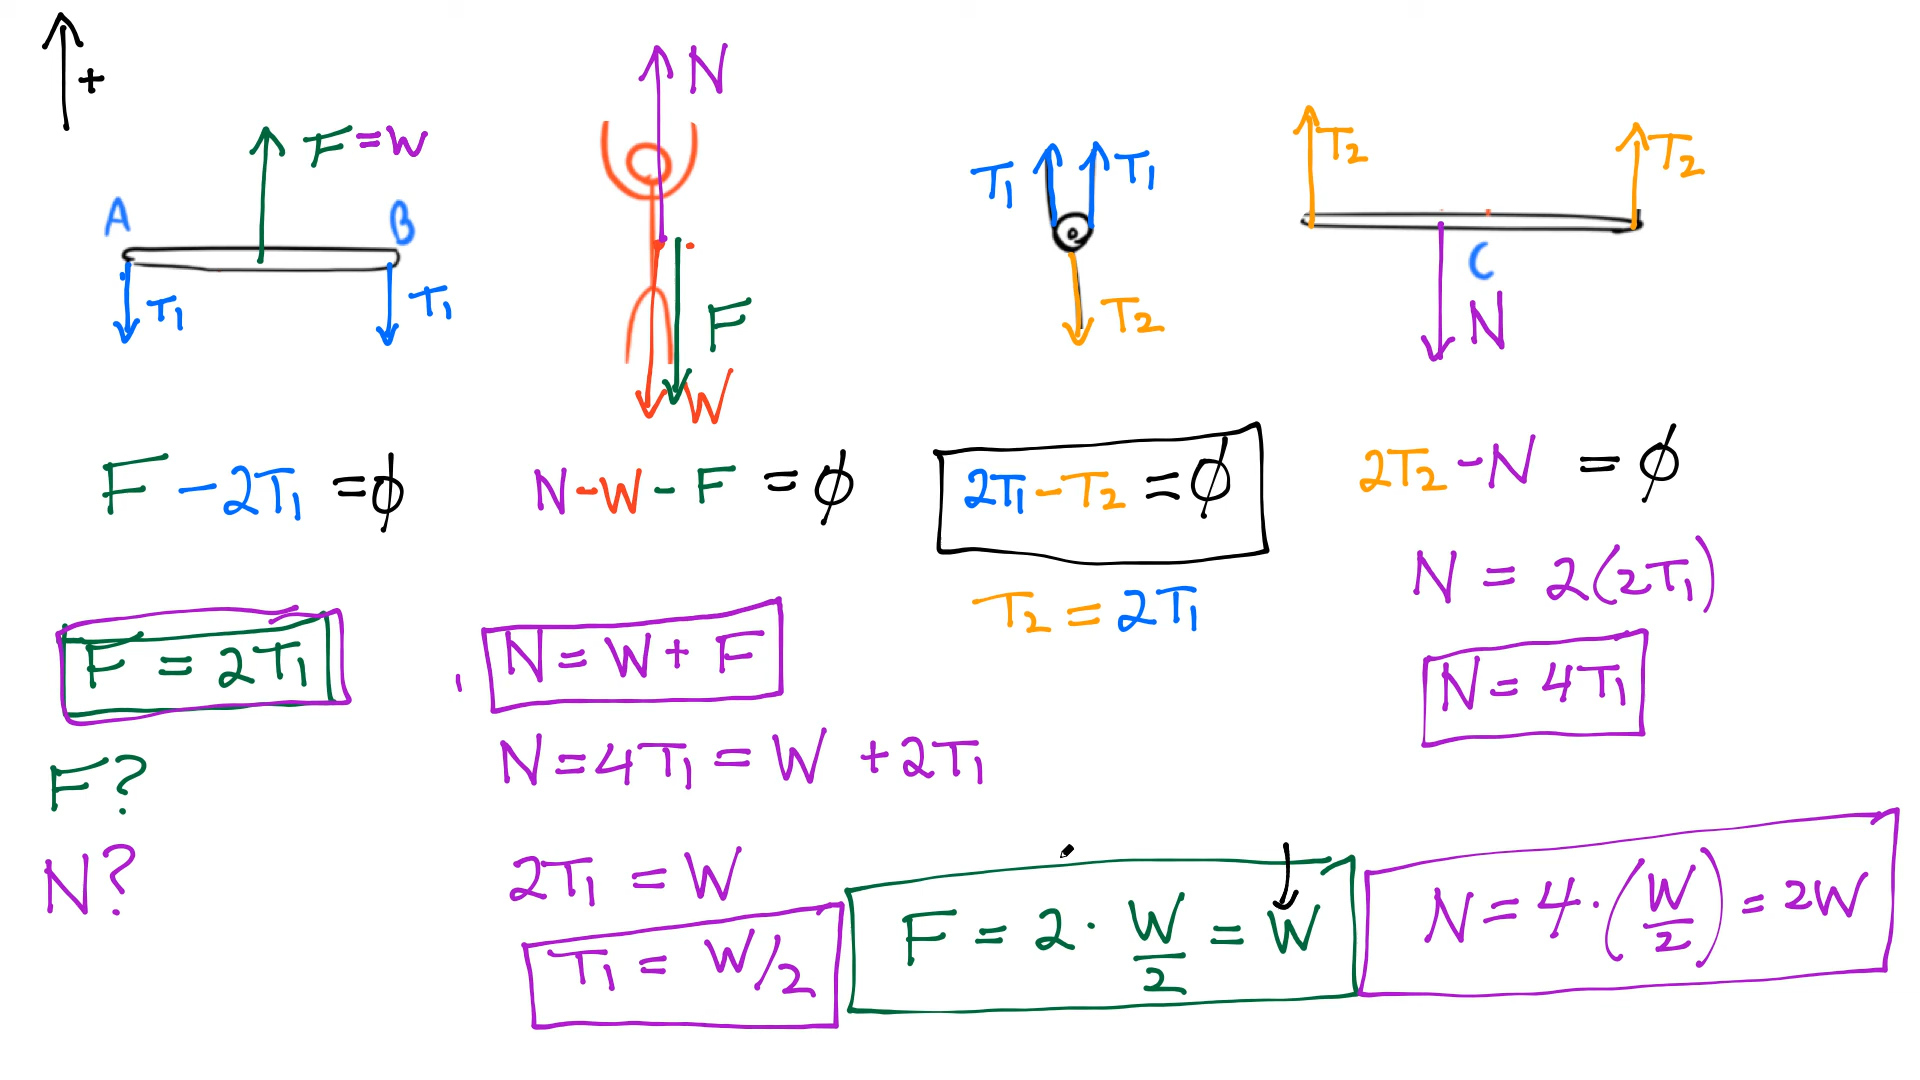 +
F = W
A
B
T₁
T₁
N
F
W
T₁
T₁
T₂
T₂
T₂
C
N
F - 2T₁ = ϕ
N - W - F = ϕ
2T₁ - T₂ = ϕ
2T₂ - N = ϕ
F = 2T₁
N = W + F
T₂ = 2T₁
N = 2(2T₁)
N = 4T₁
N = 4T₁ = W + 2T₁
F?
N?
2T₁ = W
T₁ = W/2
F = 2 · W/2 = W
N = 4 · (W/2) = 2W